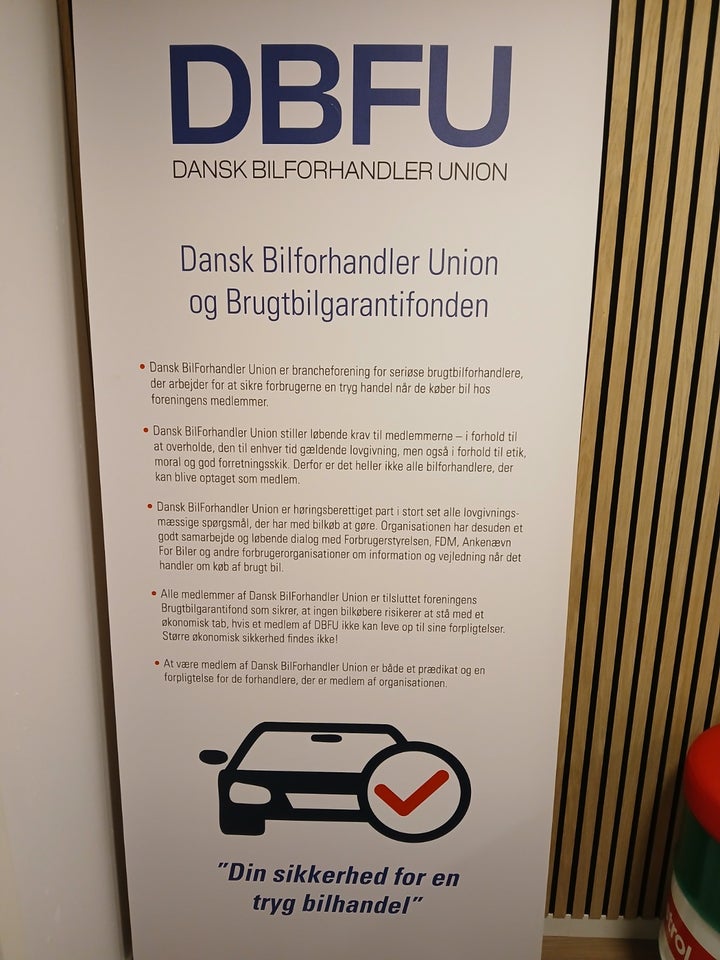 DBFU
DANSK BILFORHANDLER UNION
Dansk Bilforhandler Union
og Brugtbilgarantifonden
• Dansk BilForhandler Union er brancheforening for seriøse brugtbilforhandlere,
der arbejder for at sikre forbrugerne en tryg handel når de køber bil hos
foreningens medlemmer.
• Dansk BilForhandler Union stiller løbende krav til medlemmerne – i forhold til
at overholde, den til enhver tid gældende lovgivning, men også i forhold til etik,
moral og god forretningsskik. Derfor er det heller ikke alle bilforhandlere, der
kan blive optaget som medlem.
• Dansk BilForhandler Union er høringsberettiget part i stort set alle lovgivnings-
mæssige spørgsmål, der har med bilkøb at gøre. Organisationen har desuden et
godt samarbejde og løbende dialog med Forbrugerstyrelsen, FDM, Ankenævn
For Biler og andre forbrugerorganisationer om information og vejledning når det
handler om køb af brugt bil.
• Alle medlemmer af Dansk BilForhandler Union er tilsluttet foreningens
Brugtbilgarantifond som sikrer, at ingen bilkøbere risikerer at stå med et
økonomisk tab, hvis et medlem af DBFU ikke kan leve op til sine forpligtelser.
Større økonomisk sikkerhed findes ikke!
• At være medlem af Dansk BilForhandler Union er både et prædikat og en
forpligtelse for de forhandlere, der er medlem af organisationen.
"Din sikkerhed for en
tryg bilhandel"
trol